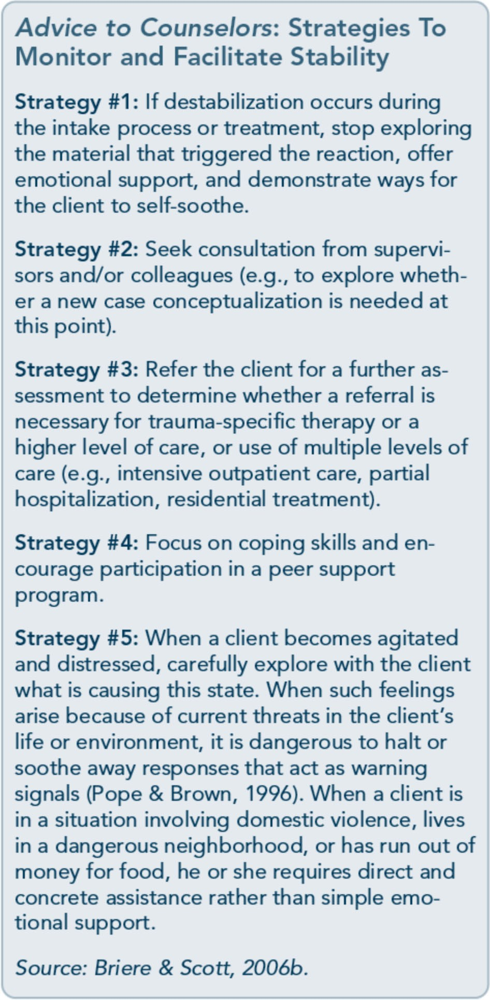 Advice to Counselors: Strategies To
Monitor and Facilitate Stability
Strategy #1: If destabilization occurs during
the intake process or treatment, stop exploring
the material that triggered the reaction, offer
emotional support, and demonstrate ways for
the client to self-soothe.
Strategy #2: Seek consultation from supervi-
sors and/or colleagues (e.g., to explore wheth-
er a new case conceptualization is needed at
this point).
Strategy #3: Refer the client for a further as-
sessment to determine whether a referral is
necessary for trauma-specific therapy or a
higher level of care, or use of multiple levels of
care (e.g., intensive outpatient care, partial
hospitalization, residential treatment).
Strategy #4: Focus on coping skills and en-
courage participation in a peer support
program.
Strategy #5: When a client becomes agitated
and distressed, carefully explore with the client
what is causing this state. When such feelings
arise because of current threats in the client’s
life or environment, it is dangerous to halt or
soothe away responses that act as warning
signals (Pope & Brown, 1996). When a client is
in a situation involving domestic violence, lives
in a dangerous neighborhood, or has run out of
money for food, he or she requires direct and
concrete assistance rather than simple emo-
tional support.
Source: Briere & Scott, 2006b.